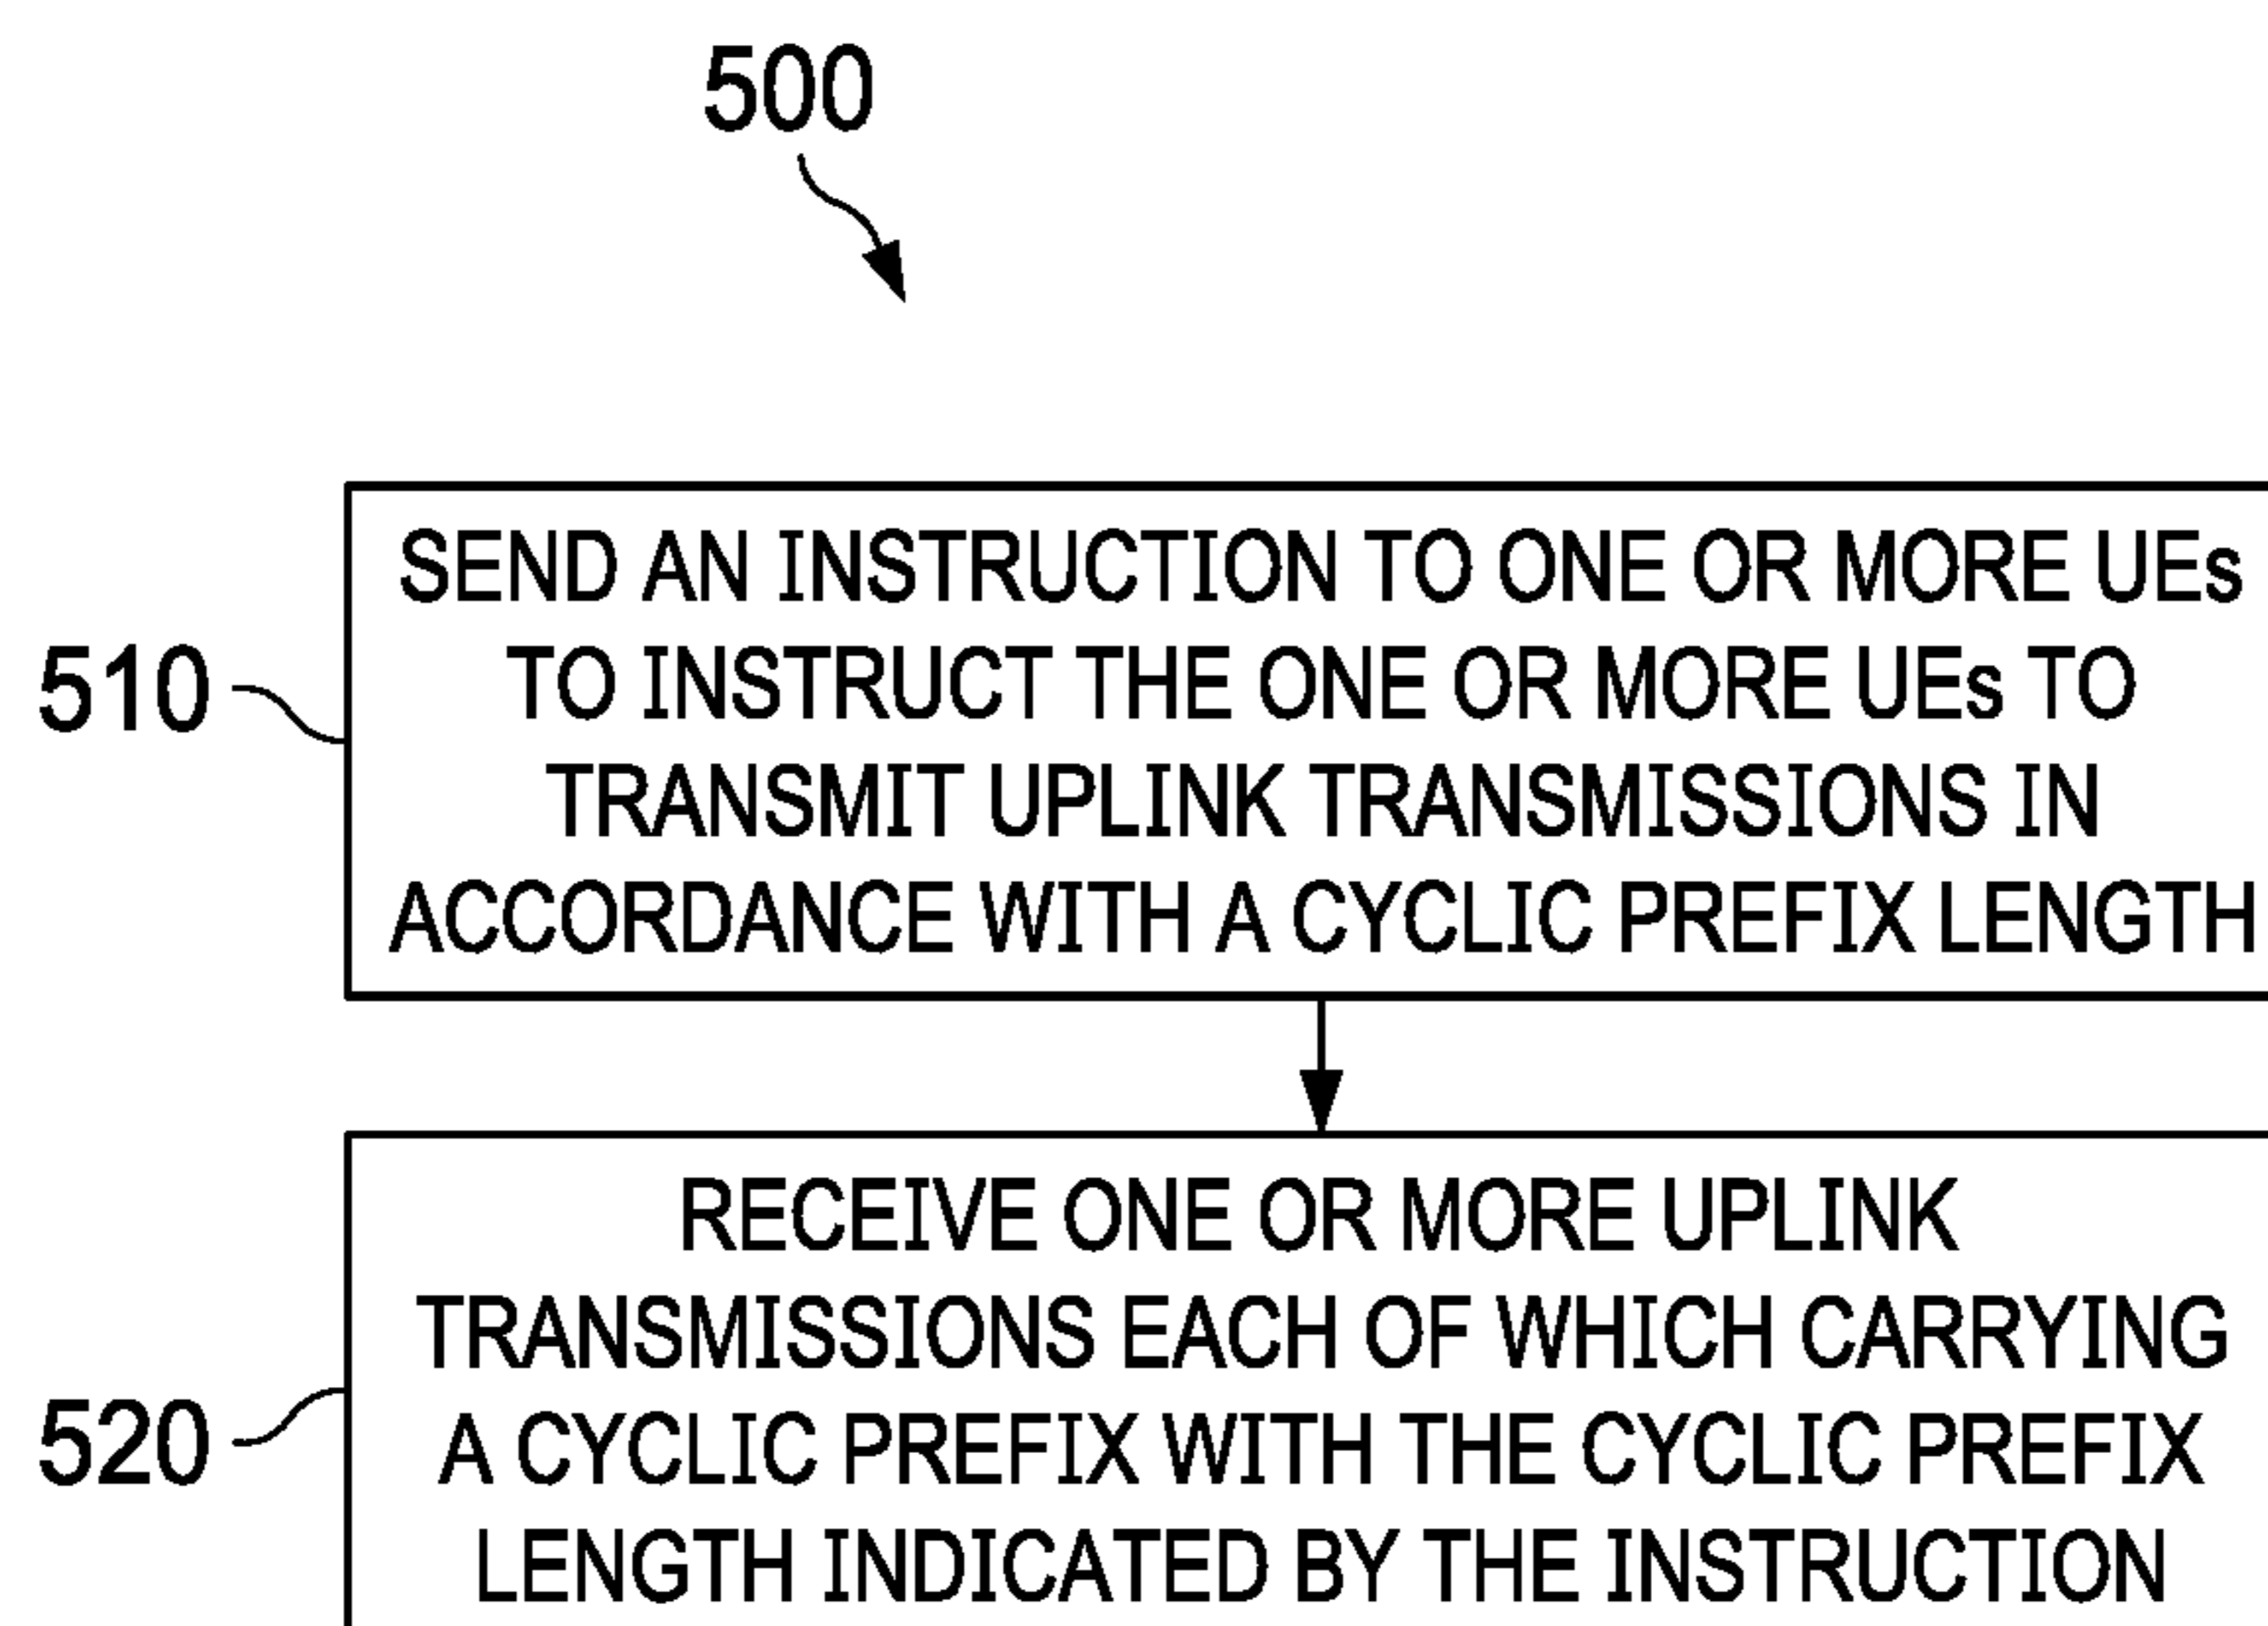 500
510
SEND AN INSTRUCTION TO ONE OR MORE UEs
TO INSTRUCT THE ONE OR MORE UEs TO
TRANSMIT UPLINK TRANSMISSIONS IN
ACCORDANCE WITH A CYCLIC PREFIX LENGTH
520
RECEIVE ONE OR MORE UPLINK
TRANSMISSIONS EACH OF WHICH CARRYING
A CYCLIC PREFIX WITH THE CYCLIC PREFIX
LENGTH INDICATED BY THE INSTRUCTION